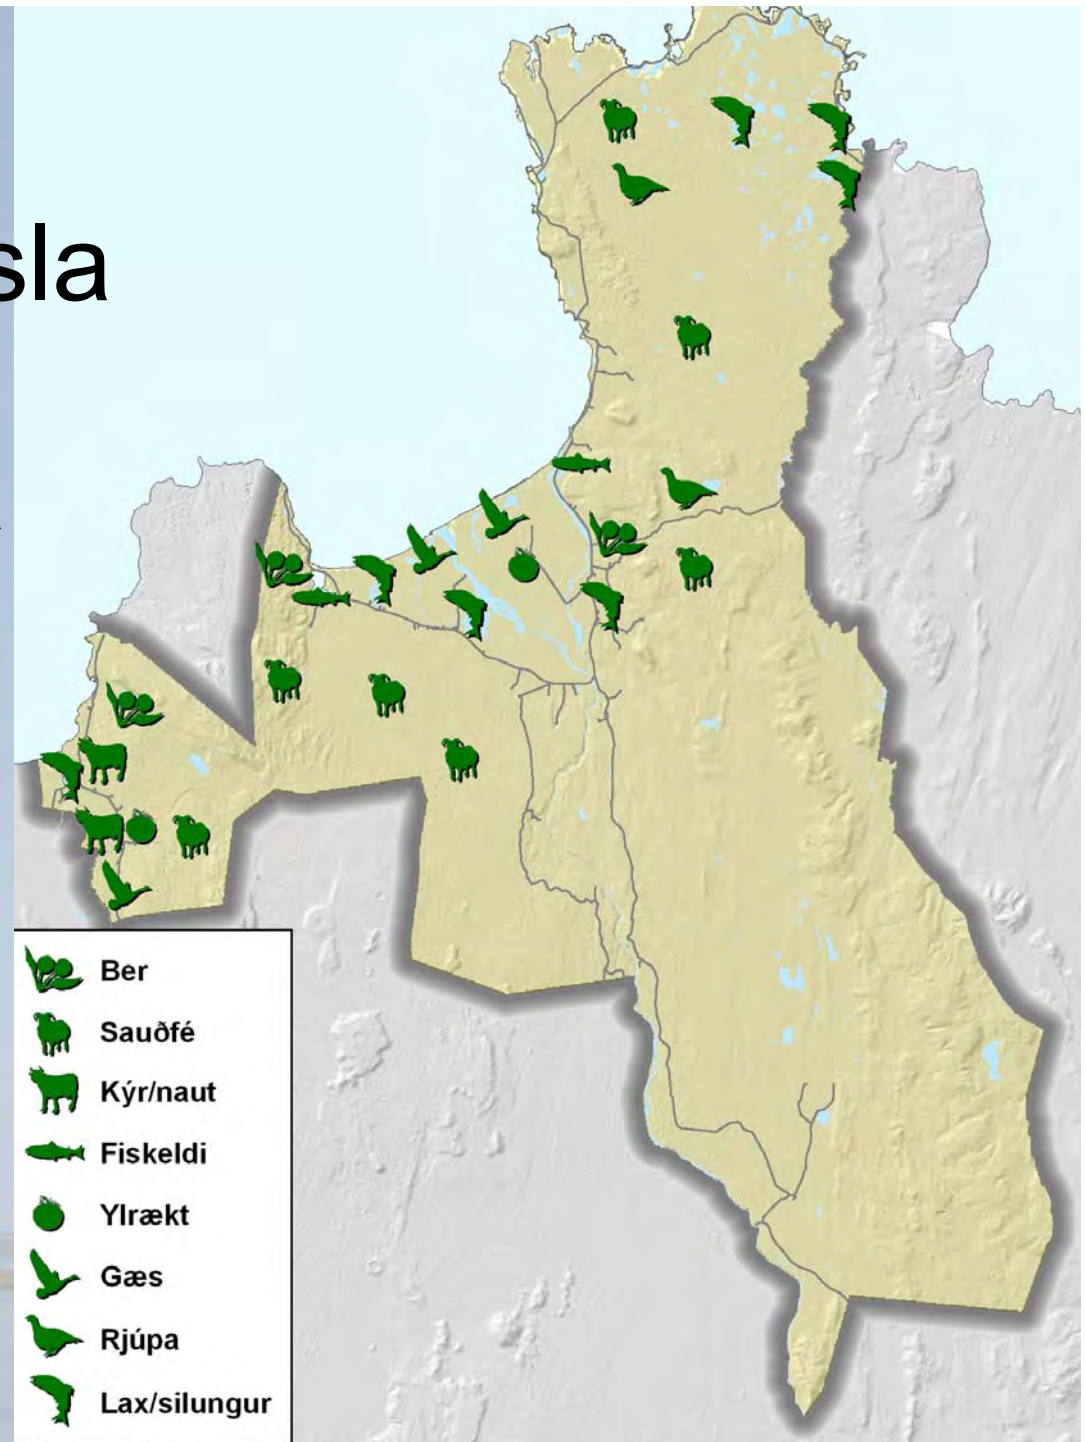 sla
Ber
Sauðfé
Kýr/naut
Fiskeldi
Ylrækt
Gæs
Rjúpa
Lax/silungur